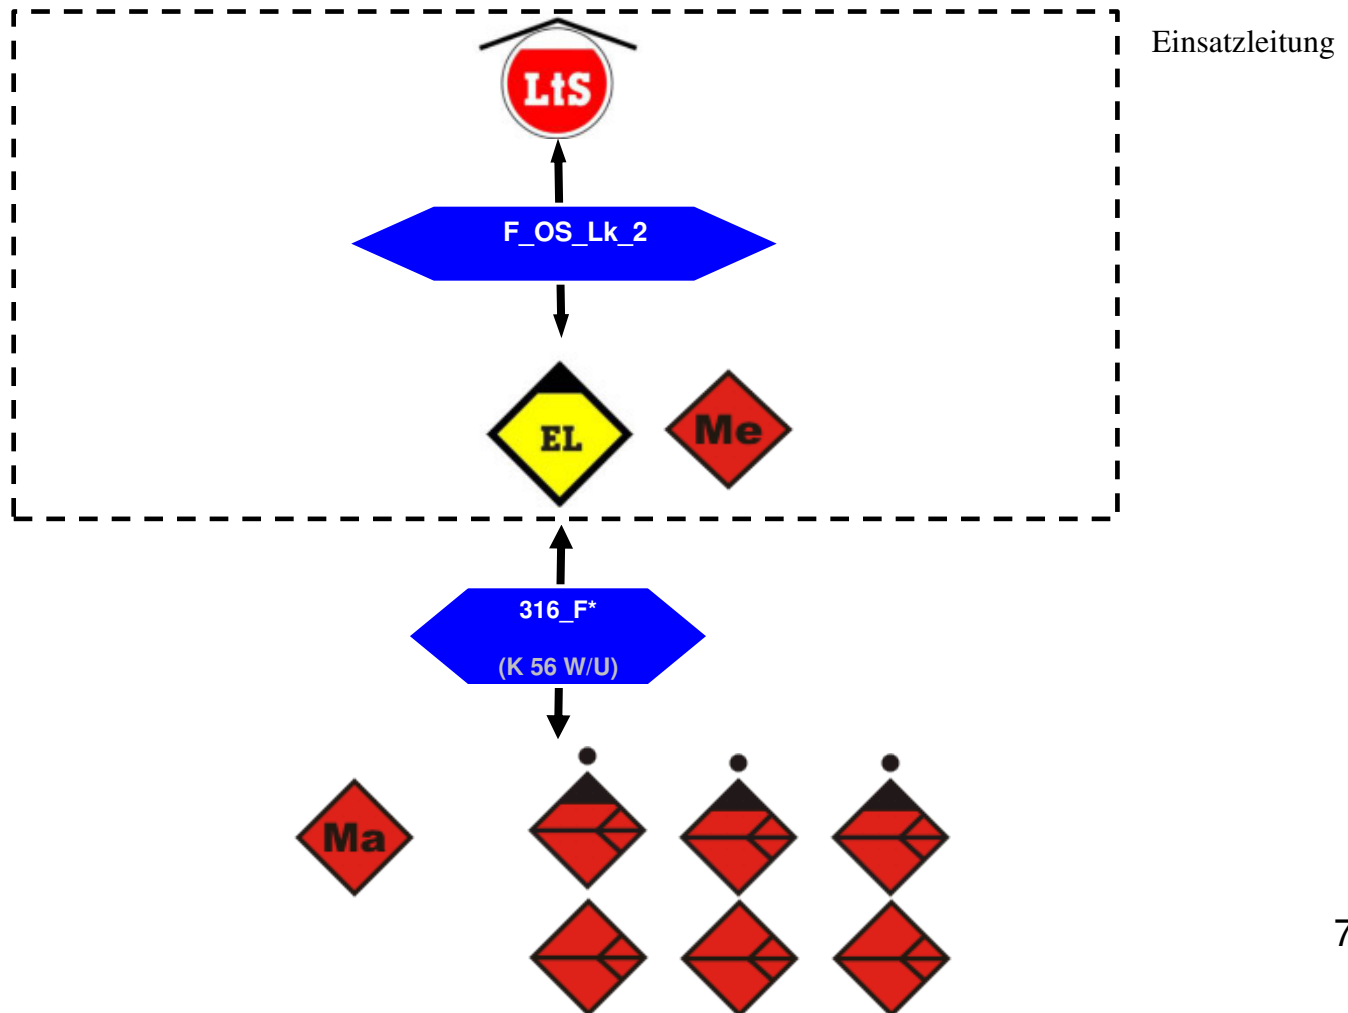 Einsatzleitung
LtS
F_OS_Lk_2
EL
Me
316_F*
(K 56 W/U)
Ma
7